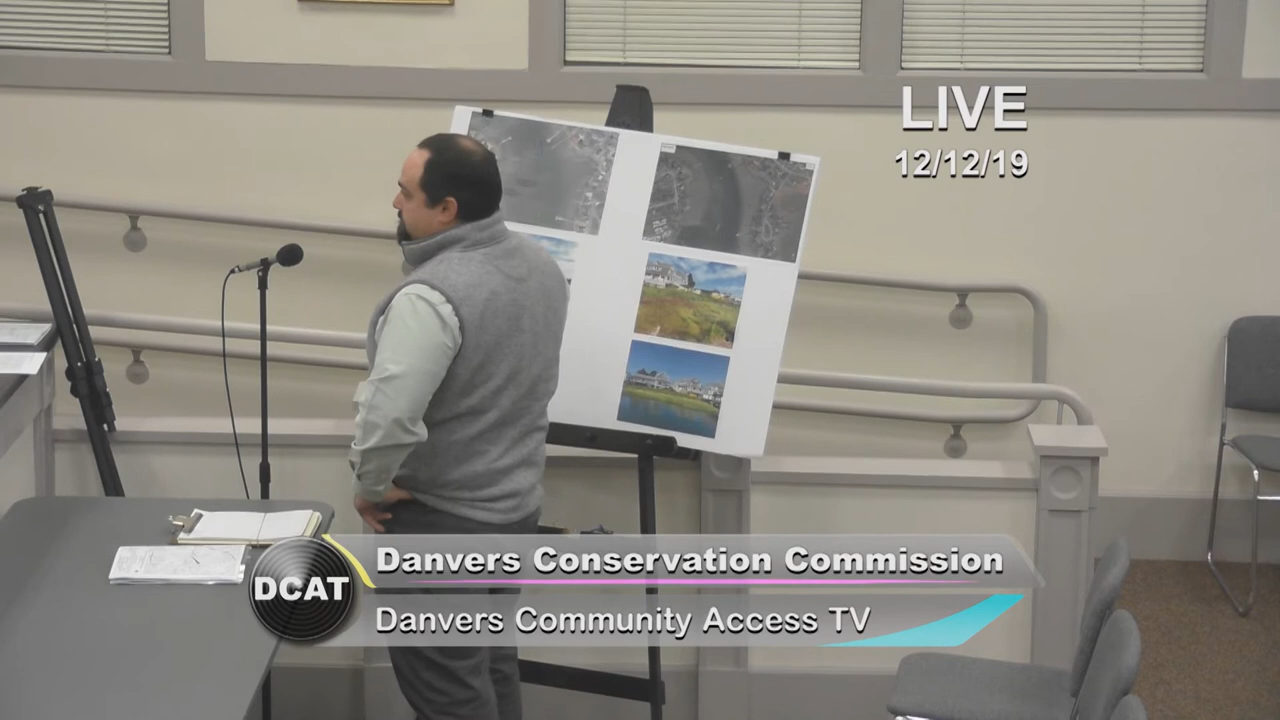 LIVE
12/12/19
Danvers Conservation Commission
DCAT
Danvers Community Access TV